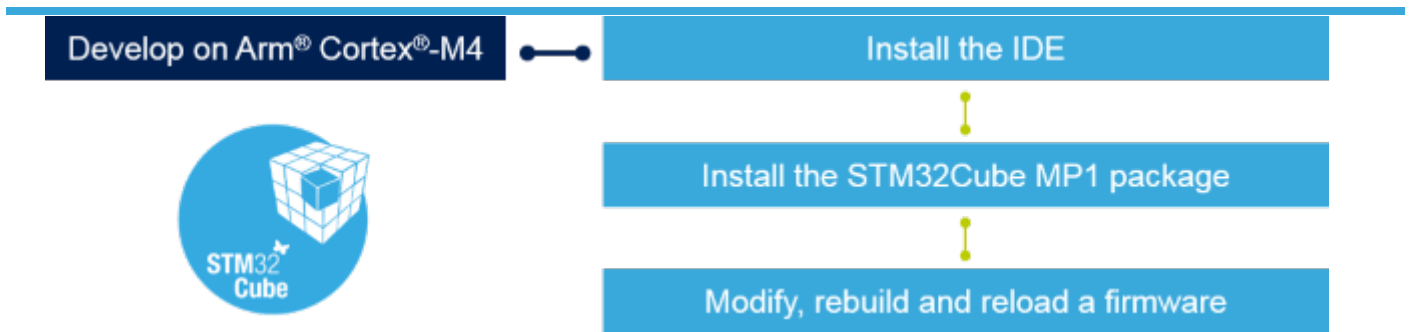 Develop on Arm® Cortex®-M4
Install the IDE
Install the STM32Cube MP1 package
STM32
Cube
Modify, rebuild and reload a firmware